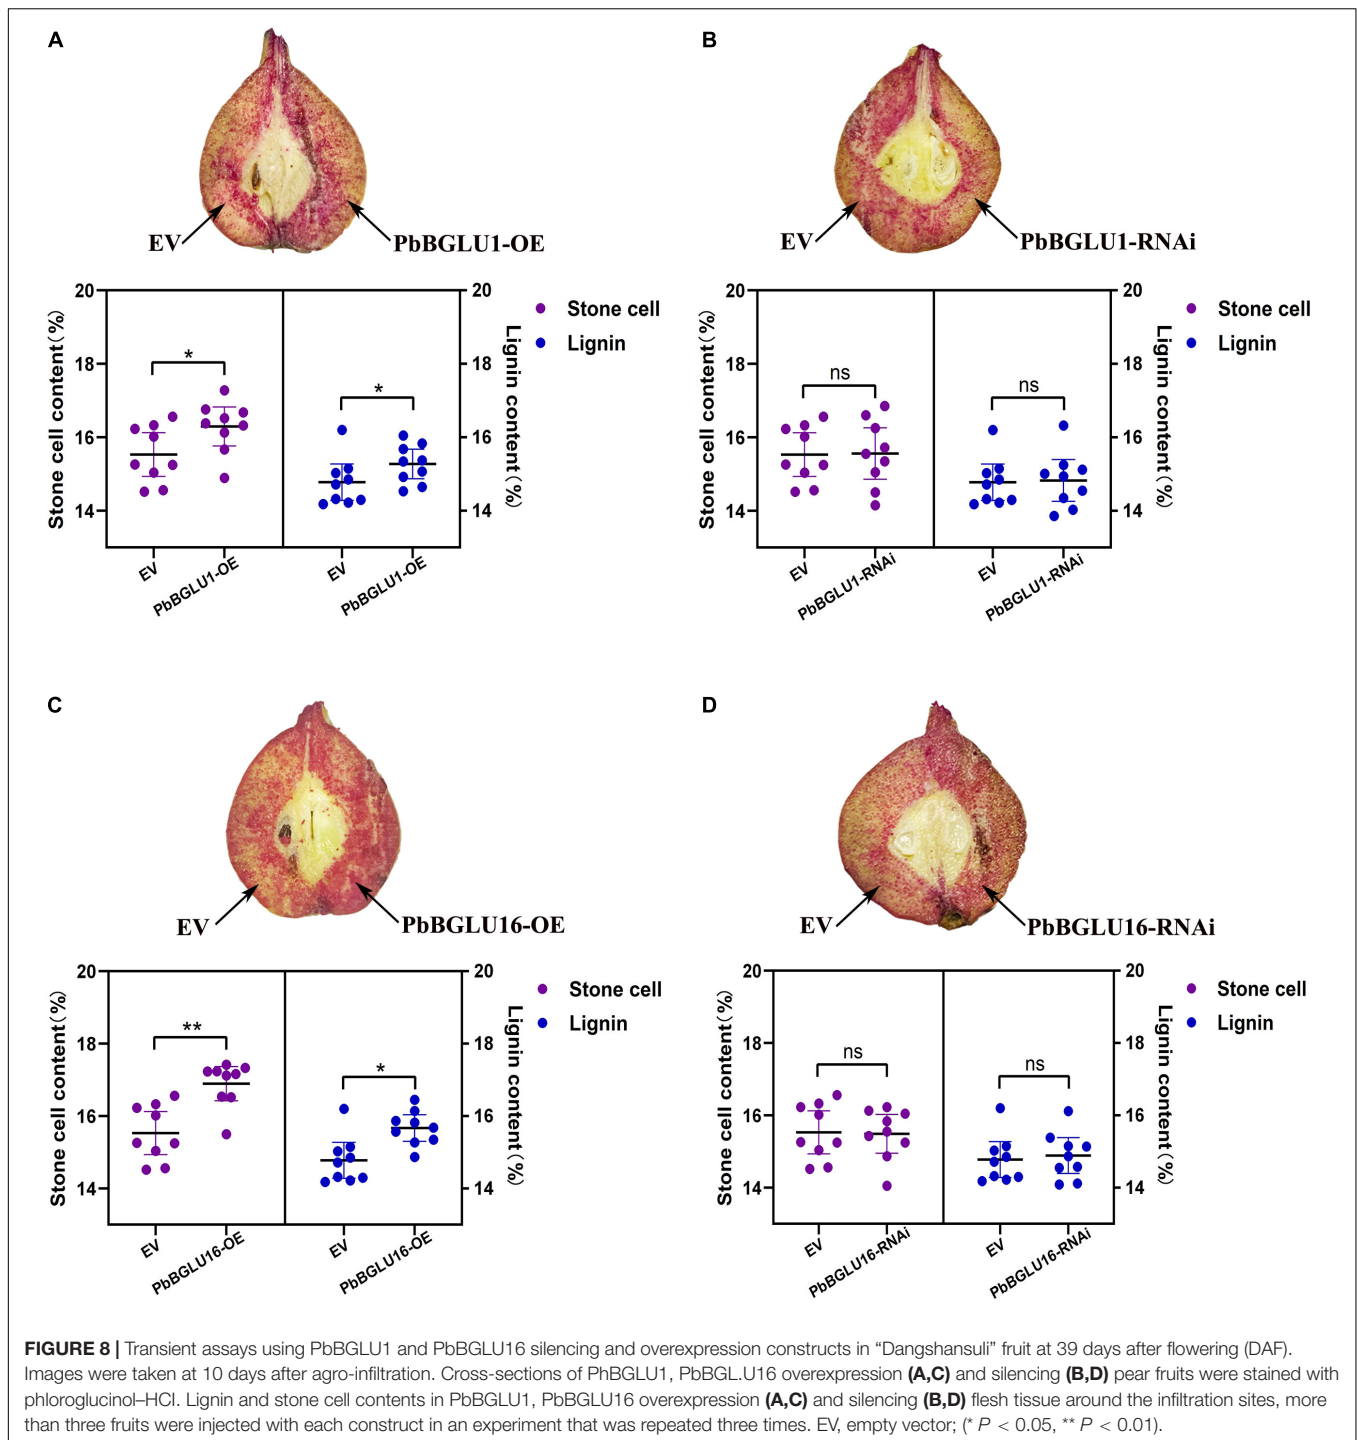 A
EV
PbBGLU1-OE
B
EV
PbBGLU1-RNAi
20
18
16
14
Stone cell content(%)
*
*
20
18
16
14
Lignin content(%)
Stone cell
Lignin
EV
PbBGLU1-OE
EV
PbBGLU1-OE
20
18
16
14
Stone cell content(%)
ns
ns
20
18
16
14
Lignin content(%)
Stone cell
Lignin
EV
PbBGLU1-RNAi
EV
PbBGLU1-RNAi
C
EV
PbBGLU16-OE
D
EV
PbBGLU16-RNAi
20
18
16
14
Stone cell content(%)
**
*
20
18
16
14
Lignin content(%)
Stone cell
Lignin
EV
PbBGLU16-OE
EV
PbBGLU16-OE
20
18
16
14
Stone cell content(%)
ns
ns
20
18
16
14
Lignin content(%)
Stone cell
Lignin
EV
PbBGLU16-RNAi
EV
PbBGLU16-RNAi
FIGURE 8 | Transient assays using PbBGLU1 and PbBGLU16 silencing and overexpression constructs in “Dangshansuli” fruit at 39 days after flowering (DAF).
Images were taken at 10 days after agro-infiltration. Cross-sections of PhBGLU1, PbBGL.U16 overexpression (A,C) and silencing (B,D) pear fruits were stained with
phloroglucinol–HCl. Lignin and stone cell contents in PbBGLU1, PbBGLU16 overexpression (A,C) and silencing (B,D) flesh tissue around the infiltration sites, more
than three fruits were injected with each construct in an experiment that was repeated three times. EV, empty vector; (* P < 0.05, ** P < 0.01).